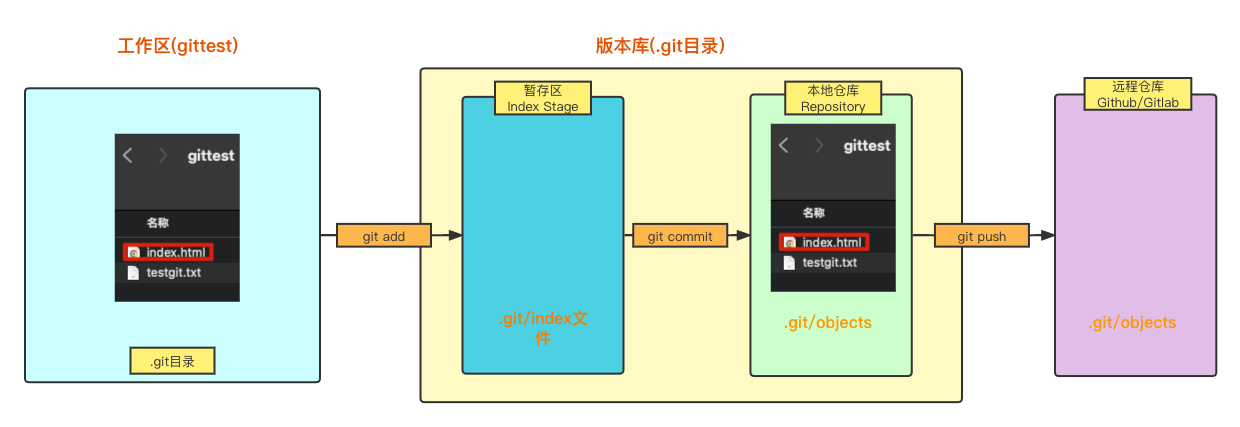 工作区(gittest)
版本库(.git目录)
暂存区
Index Stage
本地仓库
Repository
远程仓库
Github/Gitlab
gittest
名称
index.html
testgit.txt
.git目录
git add
.git/index文
件
git commit
gittest
名称
index.html
testgit.txt
.git/objects
git push
.git/objects